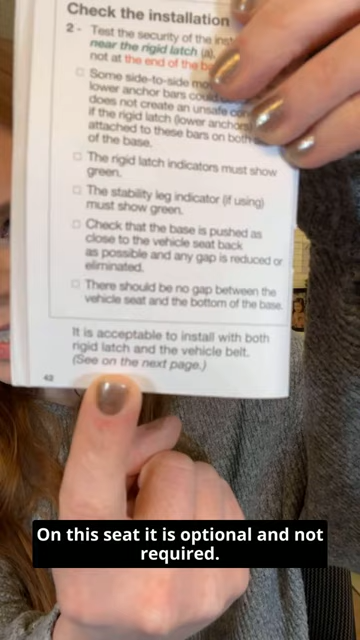 Check the installation
2 - Test the security of the
near the rigid latch (a),
not at the end of the
□ Some side-to-side
lower anchor bars could
does not create an unsafe
if the rigid latch (lower anchors)
attached to these bars on both
of the base.
□ The rigid latch indicators must show
green.
□ The stability leg indicator (if using)
must show green.
□ Check that the base is pushed as
close to the vehicle seat back
as possible and any gap is reduced or
eliminated.
□ There should be no gap between the
vehicle seat and the bottom of the base.
It is acceptable to install with both
rigid latch and the vehicle belt.
(See on the next page.)
42
On this seat it is optional and not
required.